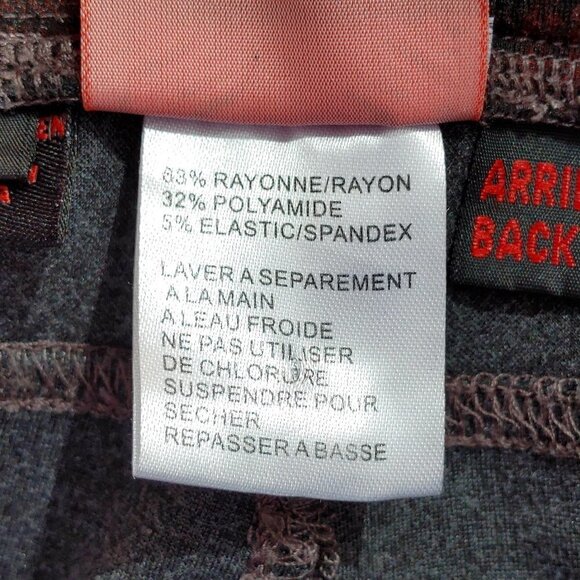 63% RAYONNE/RAYON
32% POLYAMIDE
5% ELASTIC/SPANDEX
LAVER A SEPAREMENT
A LA MAIN
A LEAU FROIDE
NE PAS UTILISER
DE CHLORURE
SUSPENDRE POUR
SECHER
REPASSER A BASSE
ARRI
BACK